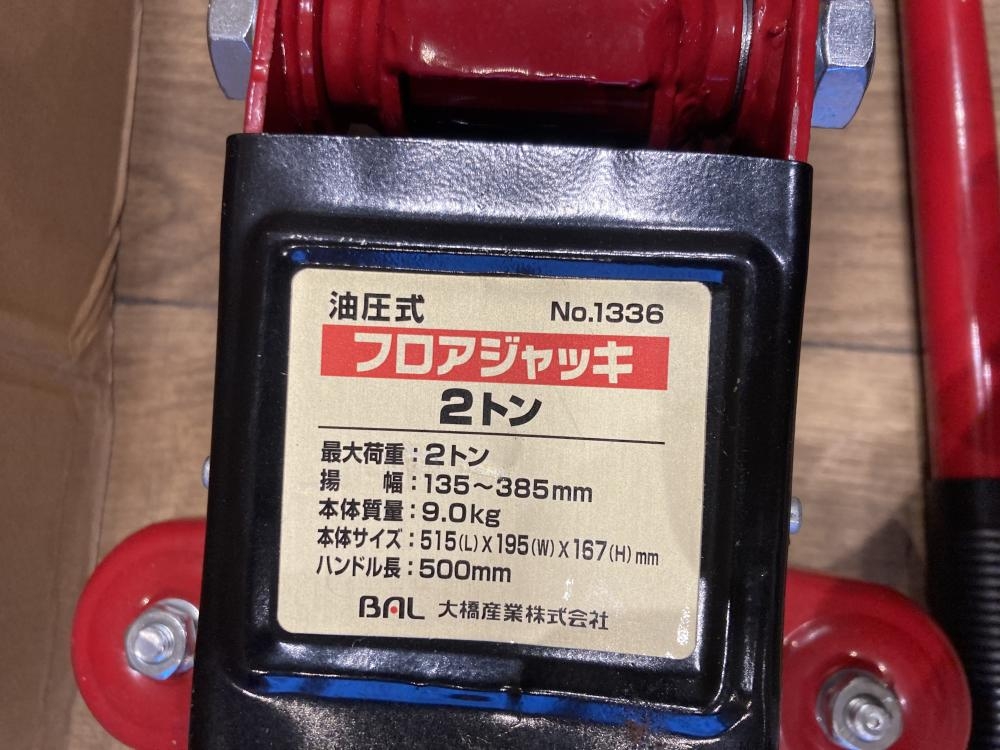 油圧式 No.1336
フロアジャッキ
2トン
最大荷重：2トン
揚　幅：135～385mm
本体質量：9.0kg
本体サイズ：515(L)X195(W)X167(H)mm
ハンドル長：500mm
BAL 大橋産業株式会社